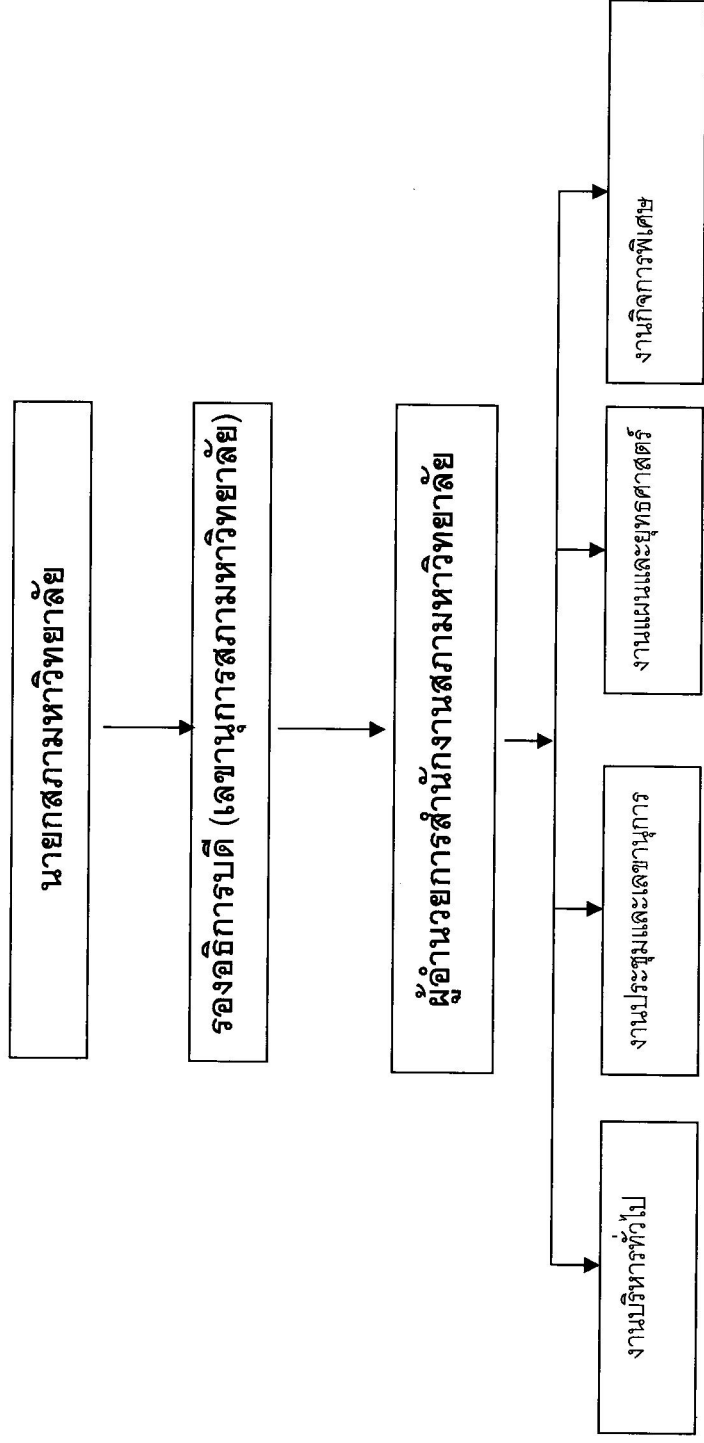 นายกสภามหาวิทยาลัย
รองอธิการบดี (เลขานุการสภามหาวิทยาลัย)
ผู้อำนวยการสำนักงานสภามหาวิทยาลัย
งานบริหารทั่วไป
งานประชุมและเลขานุการ
งานแผนและยุทธศาสตร์
งานกิจการพิเศษ